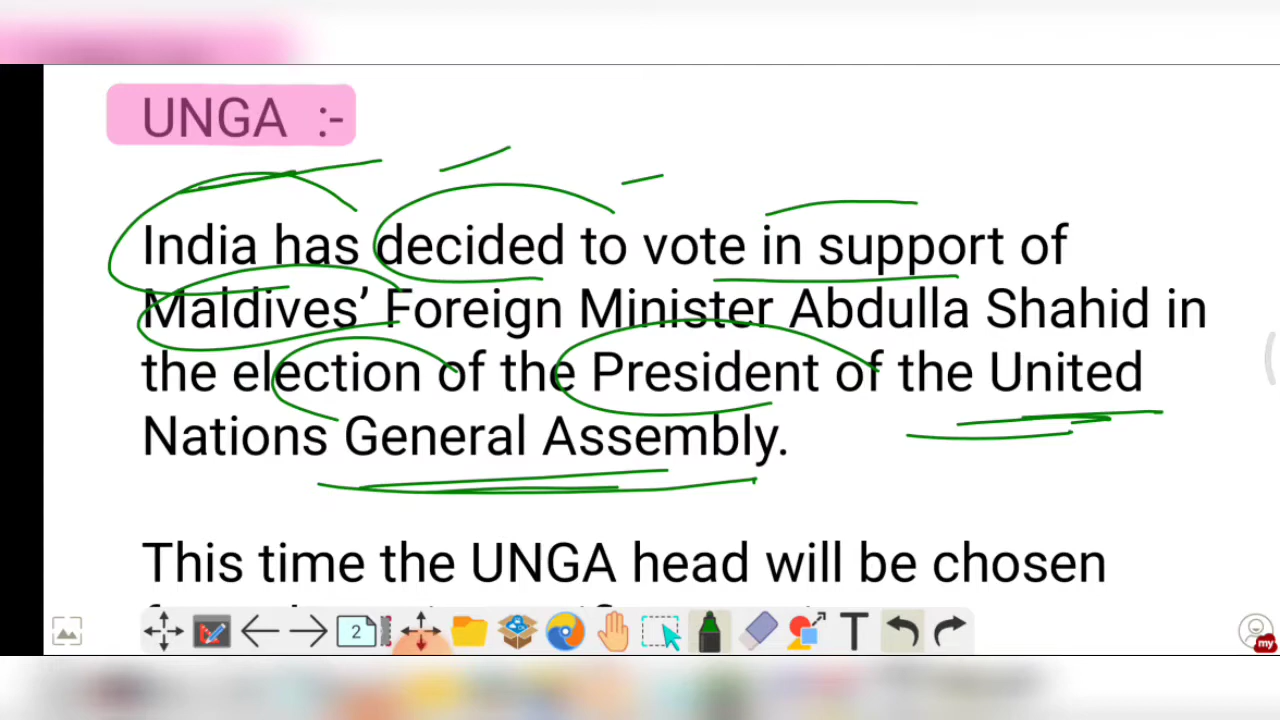 UNGA :-
India has decided to vote in support of
Maldives’ Foreign Minister Abdulla Shahid in
the election of the President of the United
Nations General Assembly.
This time the UNGA head will be chosen
2
T
my